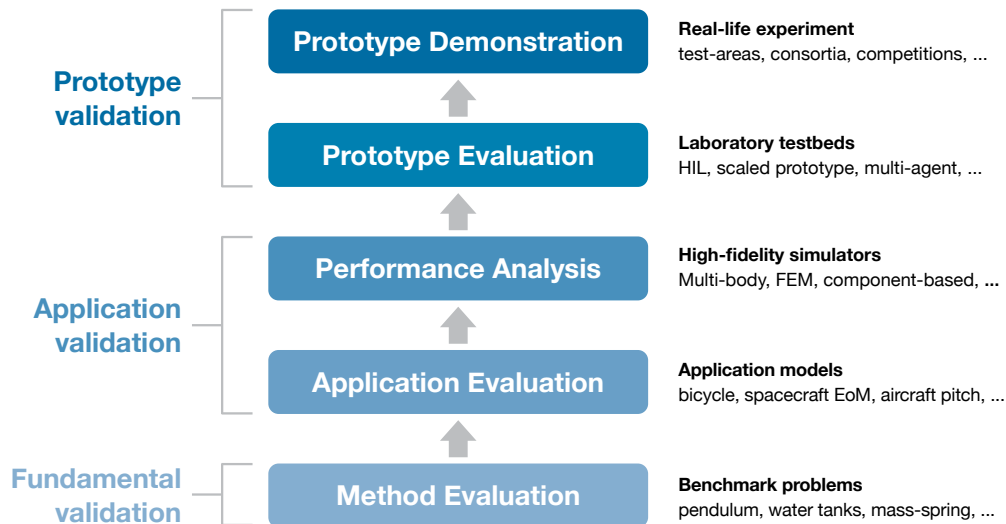 Prototype
validation
Prototype Demonstration
Real-life experiment
test-areas, consortia, competitions, ...
Prototype Evaluation
Laboratory testbeds
HIL, scaled prototype, multi-agent, ...
Application
validation
Performance Analysis
High-fidelity simulators
Multi-body, FEM, component-based, ...
Application Evaluation
Application models
bicycle, spacecraft EoM, aircraft pitch, ...
Fundamental
validation
Method Evaluation
Benchmark problems
pendulum, water tanks, mass-spring, ...